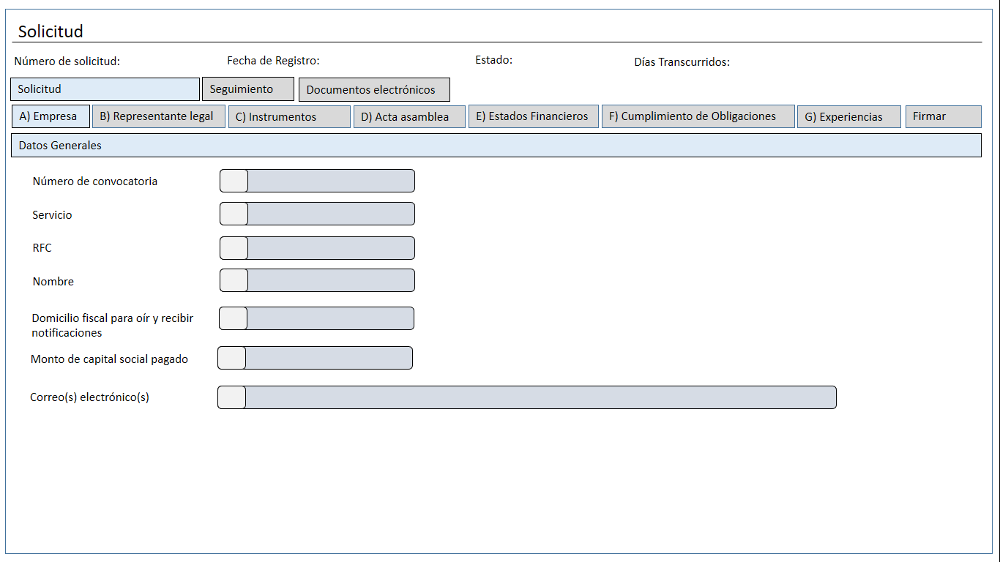 Solicitud
Número de solicitud: Fecha de Registro: Estado: Días Transcurridos:
Solicitud Seguimiento Documentos electrónicos
A) Empresa B) Representante legal C) Instrumentos D) Acta asamblea E) Estados Financieros F) Cumplimiento de Obligaciones G) Experiencias Firmar
Datos Generales
Número de convocatoria
Servicio
RFC
Nombre
Domicilio fiscal para oír y recibir
notificaciones
Monto de capital social pagado
Correo(s) electrónico(s)